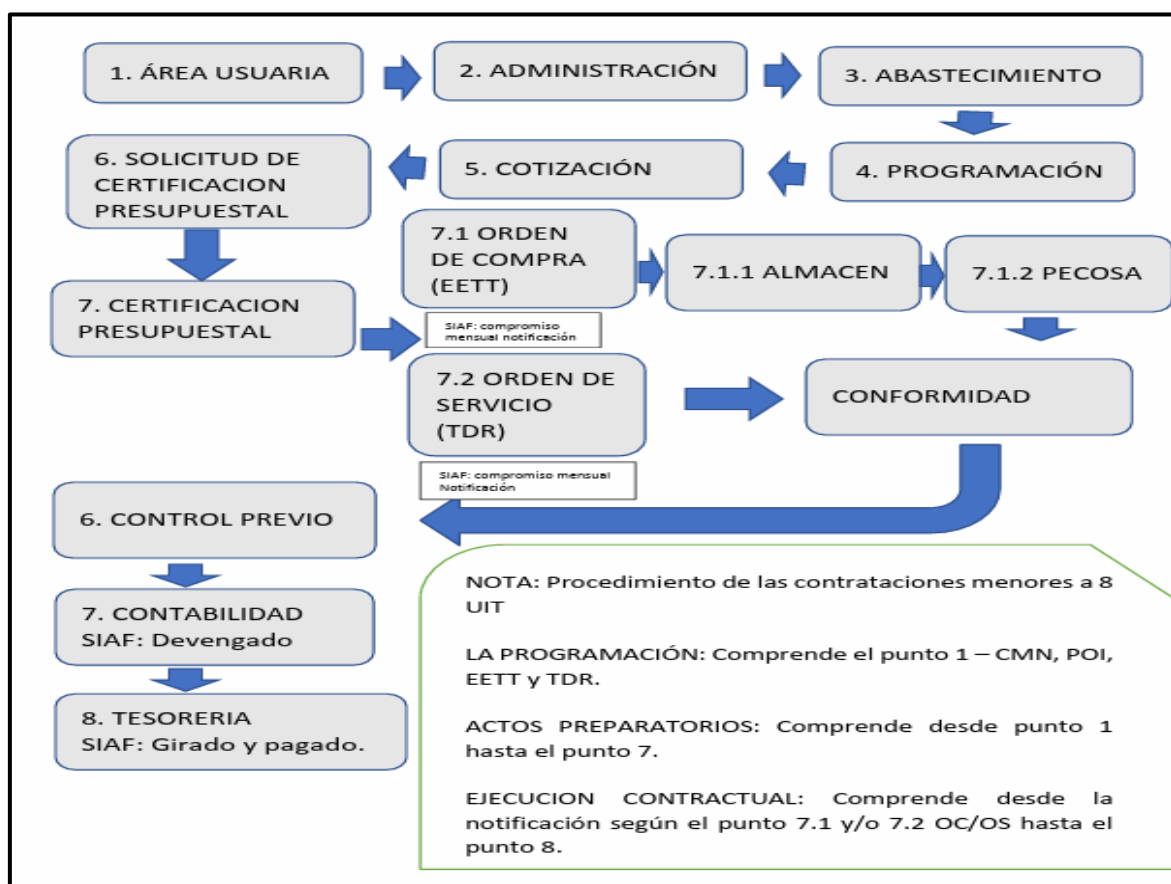 1. ÁREA USUARIA
2. ADMINISTRACIÓN
3. ABASTECIMIENTO
4. PROGRAMACIÓN
5. COTIZACIÓN
6. SOLICITUD DE
CERTIFICACION
PRESUPUESTAL
7. CERTIFICACION
PRESUPUESTAL
7.1 ORDEN
DE COMPRA
(EETT)
7.1.1 ALMACEN
7.1.2 PECOSA
SIAF: compromiso
mensual notificación
7.2 ORDEN DE
SERVICIO
(TDR)
CONFORMIDAD
SIAF: compromiso mensual
Notificación
6. CONTROL PREVIO
7. CONTABILIDAD
SIAF: Devengado
8. TESORERIA
SIAF: Girado y pagado.
NOTA: Procedimiento de las contrataciones menores a 8
UIT
LA PROGRAMACIÓN: Comprende el punto 1 – CMN, POI,
EETT y TDR.
ACTOS PREPARATORIOS: Comprende desde punto 1
hasta el punto 7.
EJECUCION CONTRACTUAL: Comprende desde la
notificación según el punto 7.1 y/o 7.2 OC/OS hasta el
punto 8.